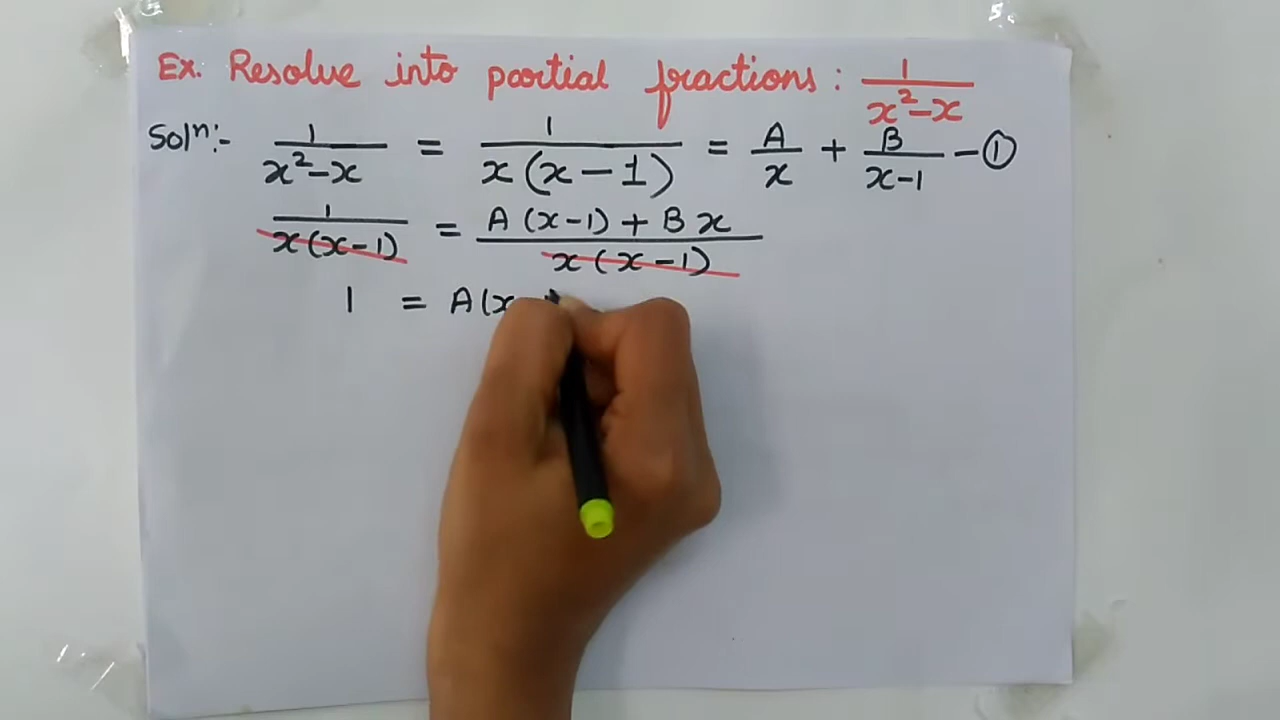 Ex. Resolve into partial fractions : 1/(x²-x)
Solⁿ:- 1/(x²-x) = 1/(x(x-1)) = A/x + B/(x-1) -①
1/(x(x-1)) = (A(x-1) + Bx)/(x(x-1))
1 = A(x